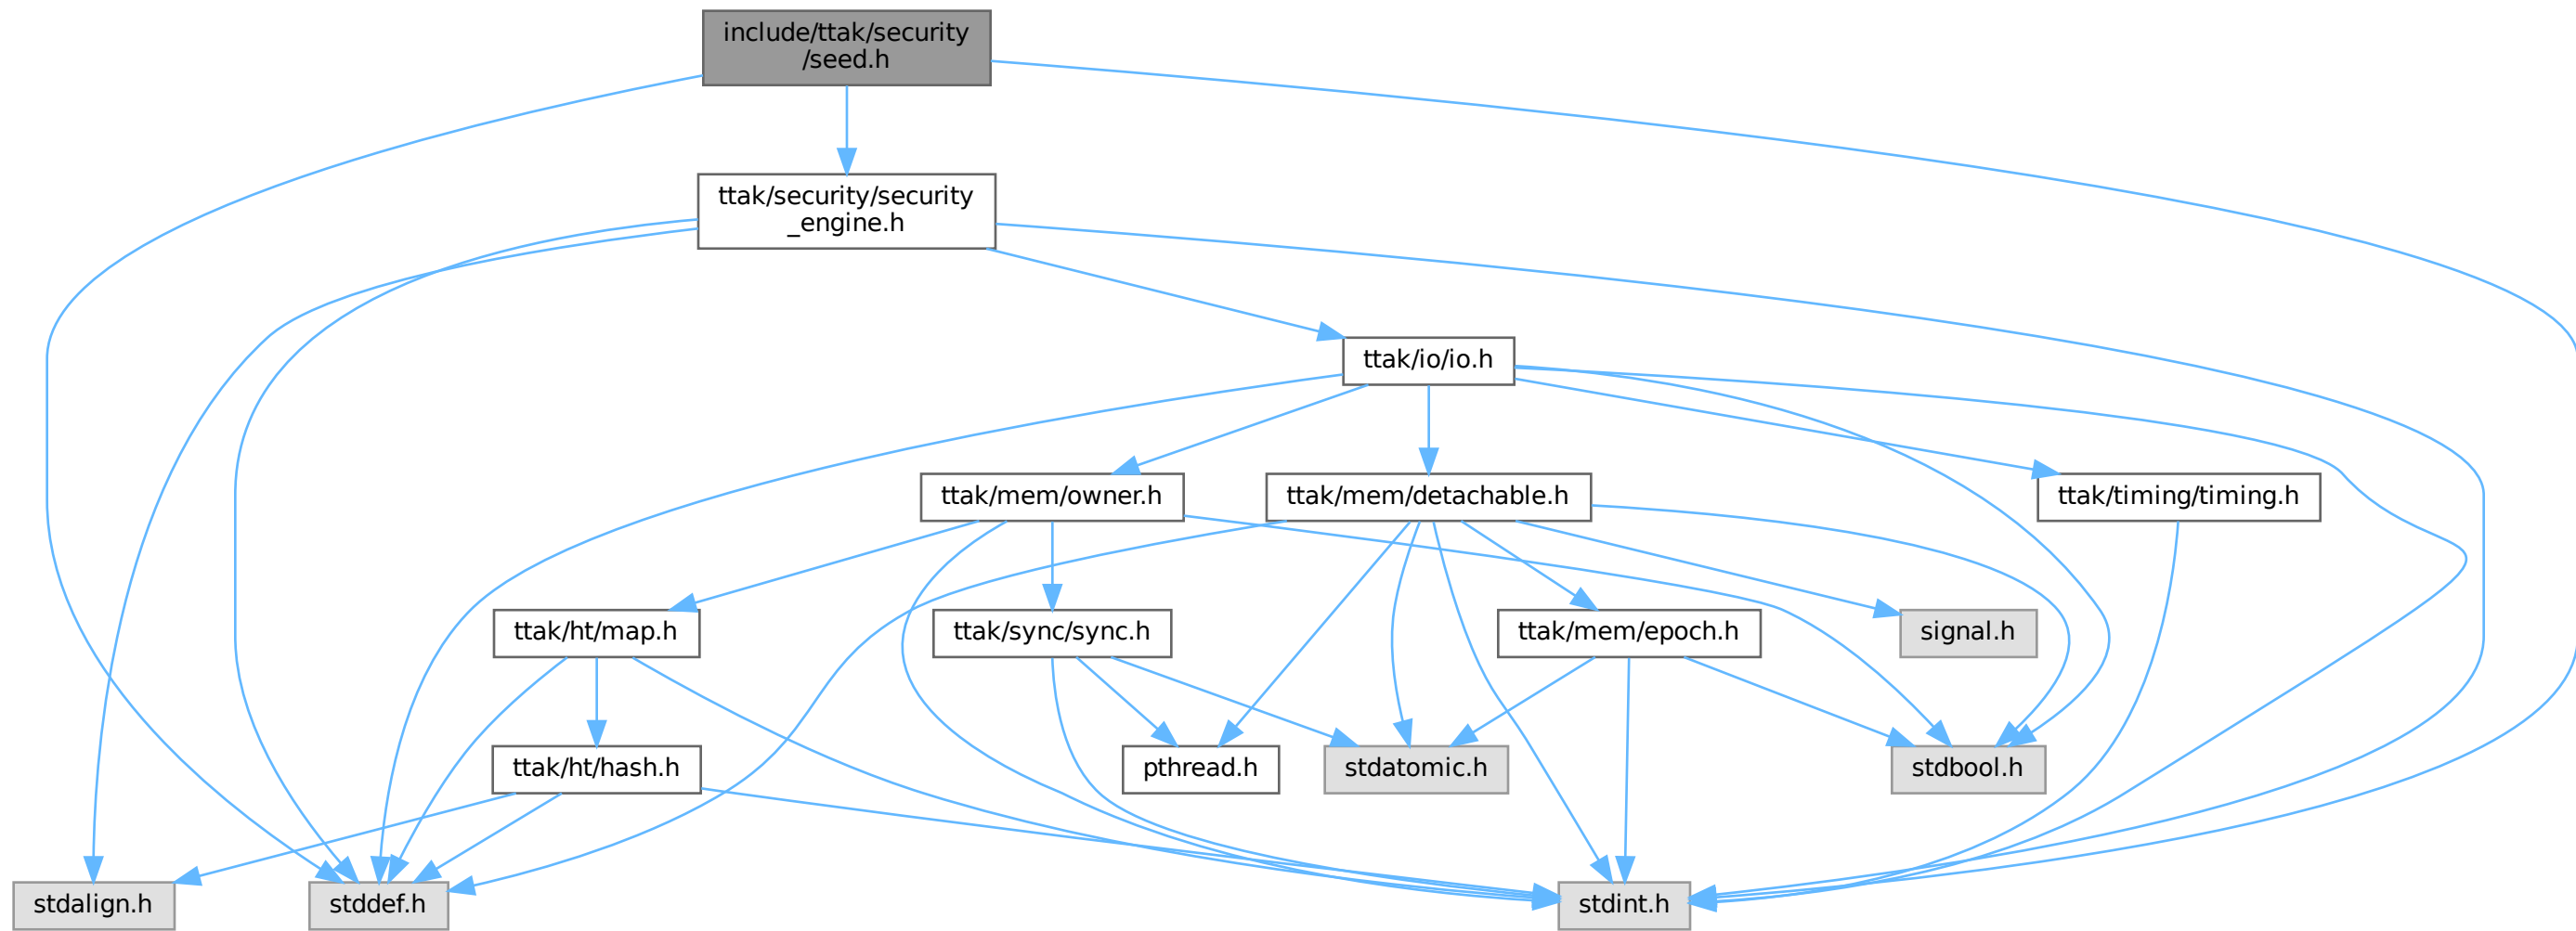 include/ttak/security
/seed.h
ttak/security/security
_engine.h
ttak/io/io.h
ttak/mem/owner.h
ttak/mem/detachable.h
ttak/timing/timing.h
ttak/ht/map.h
ttak/sync/sync.h
ttak/mem/epoch.h
signal.h
ttak/ht/hash.h
pthread.h
stdatomic.h
stdbool.h
stdalign.h
stddef.h
stdint.h